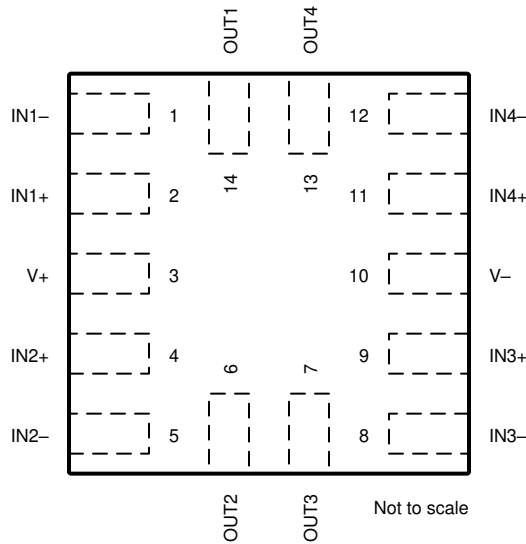 OUT1 OUT4
IN1– 1 12 IN4–
14 13
IN1+ 2 11 IN4+
V+ 3 10 V–
IN2+ 4 9 IN3+
6 7
IN2– 5 8 IN3–
OUT2 OUT3
Not to scale